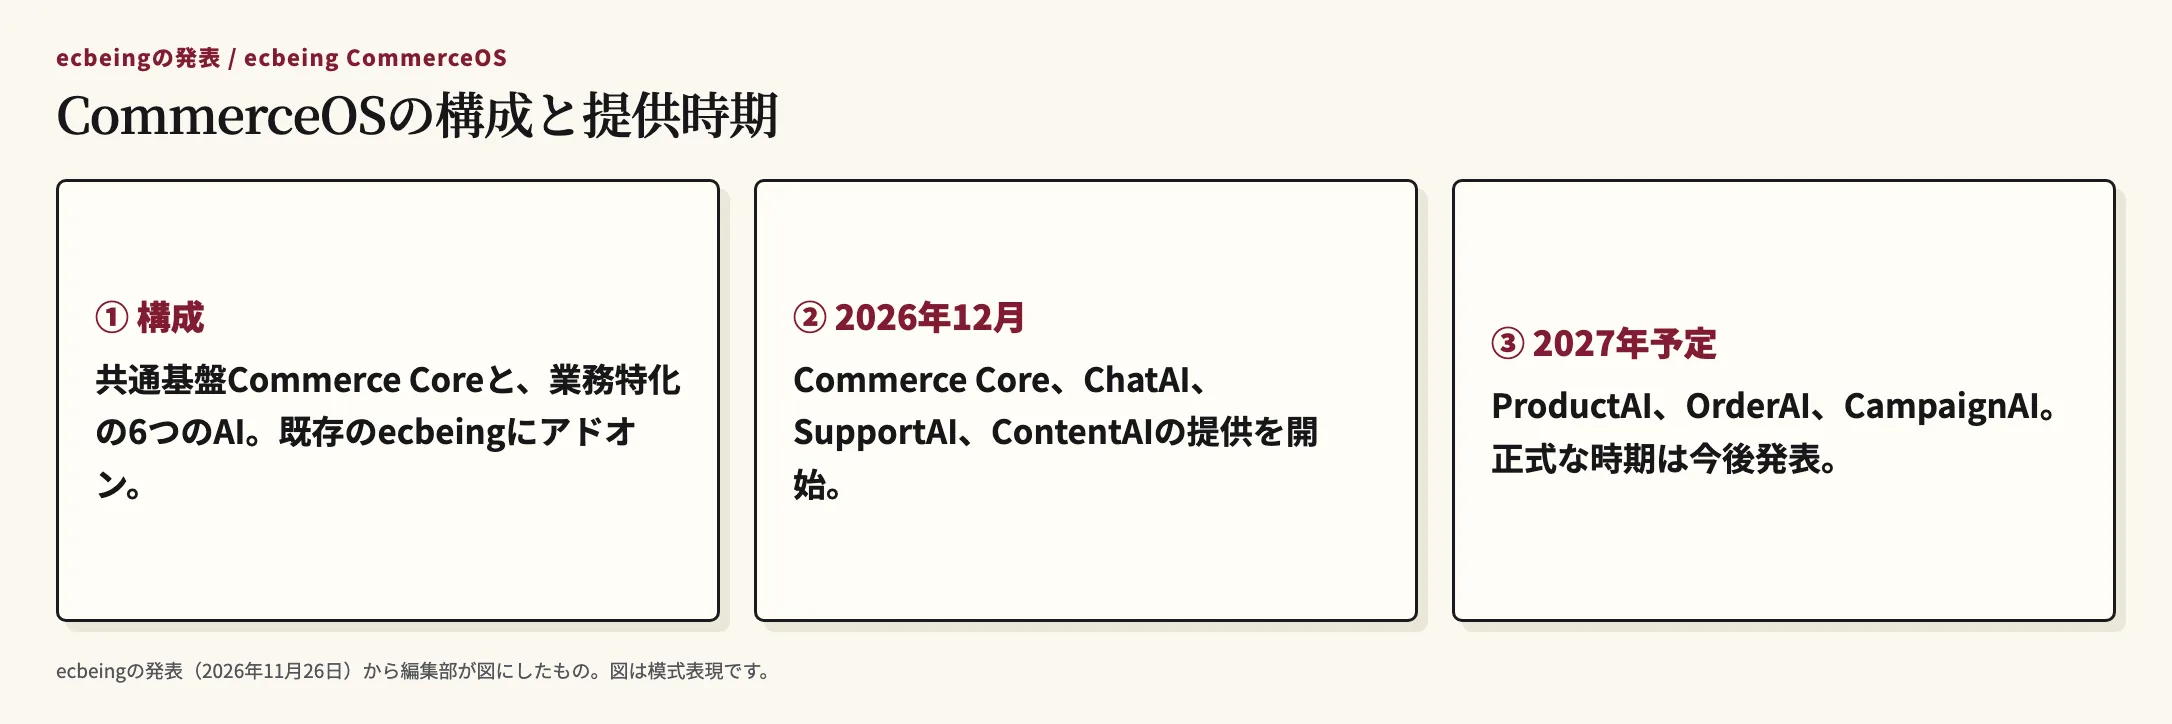 ecbeingの発表 / ecbeing CommerceOS
CommerceOSの構成と提供時期
① 構成
共通基盤Commerce Coreと、業務特化
の6つのAI。既存のecbeingにアドオ
ン。
② 2026年12月
Commerce Core、ChatAI、
SupportAI、ContentAIの提供を開
始。
③ 2027年予定
ProductAI、OrderAI、CampaignAI。
正式な時期は今後発表。
ecbeingの発表（2026年11月26日）から編集部が図にしたもの。図は模式表現です。